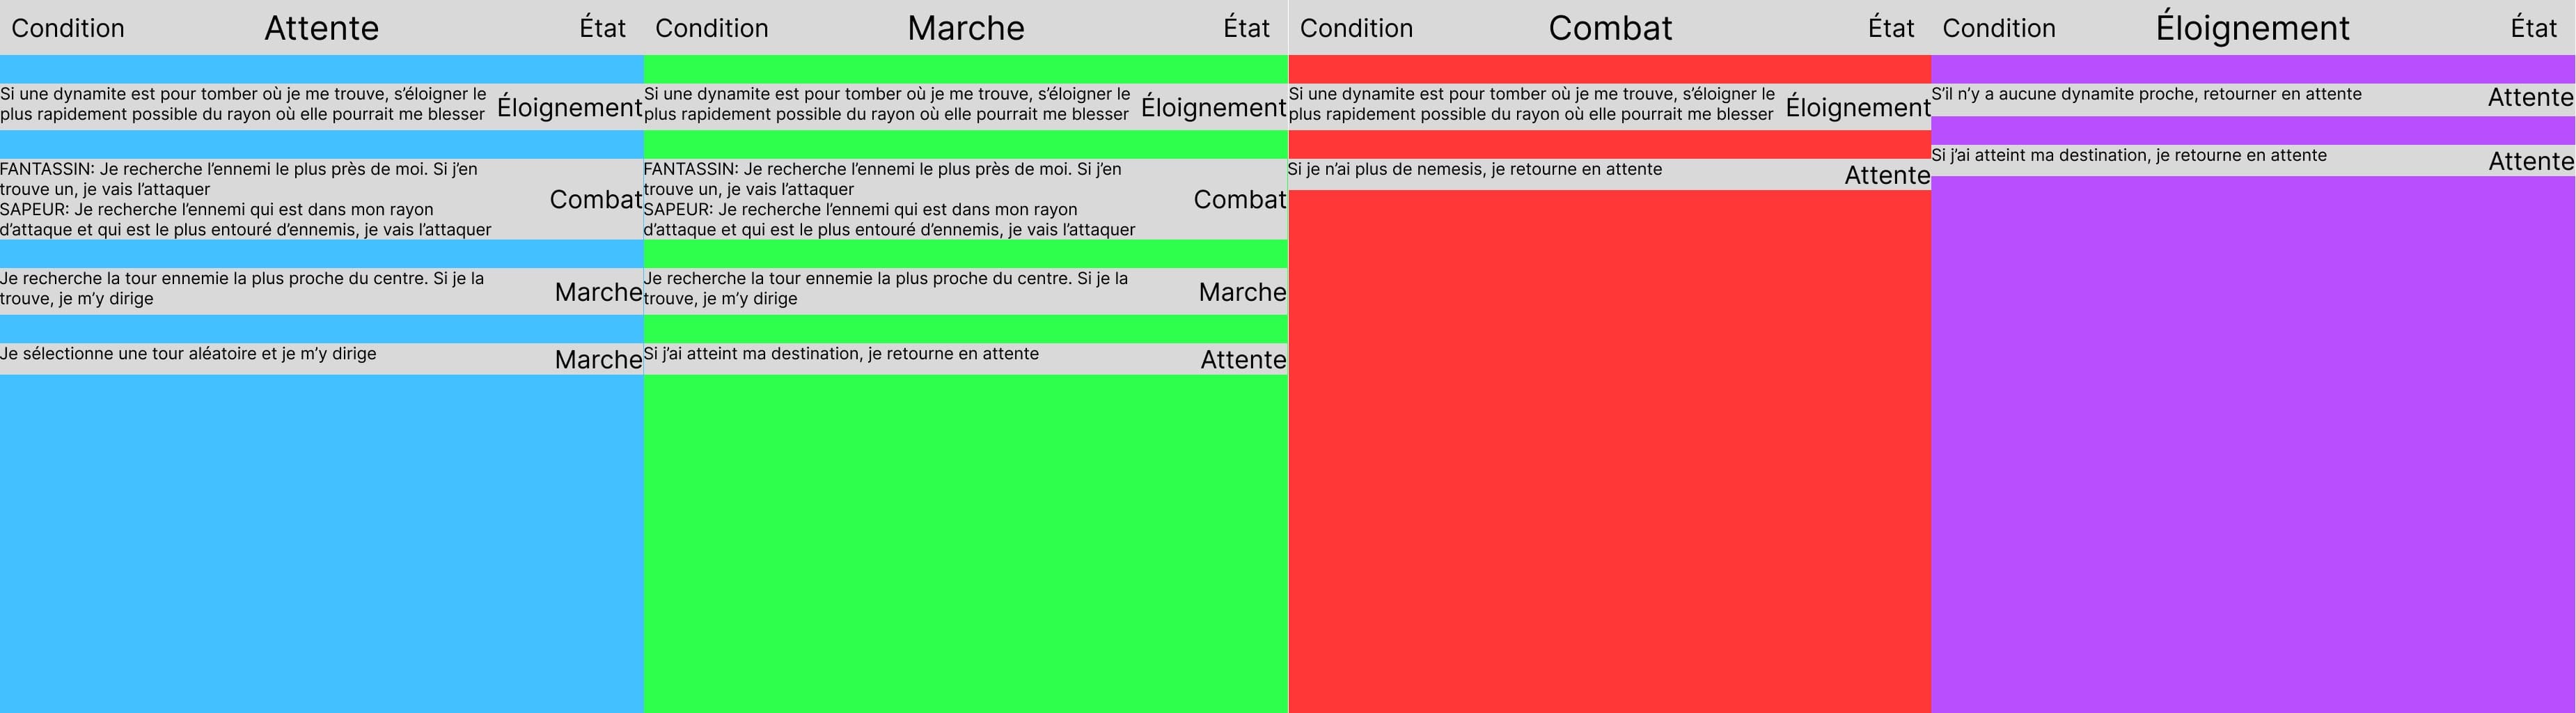 Condition
Attente
État
Si une dynamite est pour tomber où je me trouve, s’éloigner le
plus rapidement possible du rayon où elle pourrait me blesser
Éloignement
FANTASSIN: Je recherche l’ennemi le plus près de moi. Si j’en
trouve un, je vais l’attaquer
SAPEUR: Je recherche l’ennemi qui est dans mon rayon
d’attaque et qui est le plus entouré d’ennemis, je vais l’attaquer
Combat
Je recherche la tour ennemie la plus proche du centre. Si je la
trouve, je m’y dirige
Marche
Je sélectionne une tour aléatoire et je m’y dirige
Marche
Condition
Marche
État
Si une dynamite est pour tomber où je me trouve, s’éloigner le
plus rapidement possible du rayon où elle pourrait me blesser
Éloignement
FANTASSIN: Je recherche l’ennemi le plus près de moi. Si j’en
trouve un, je vais l’attaquer
SAPEUR: Je recherche l’ennemi qui est dans mon rayon
d’attaque et qui est le plus entouré d’ennemis, je vais l’attaquer
Combat
Je recherche la tour ennemie la plus proche du centre. Si je la
trouve, je m’y dirige
Marche
Si j’ai atteint ma destination, je retourne en attente
Attente
Condition
Combat
État
Si une dynamite est pour tomber où je me trouve, s’éloigner le
plus rapidement possible du rayon où elle pourrait me blesser
Éloignement
Si je n’ai plus de nemesis, je retourne en attente
Attente
Condition
Éloignement
État
S’il n’y a aucune dynamite proche, retourner en attente
Attente
Si j’ai atteint ma destination, je retourne en attente
Attente